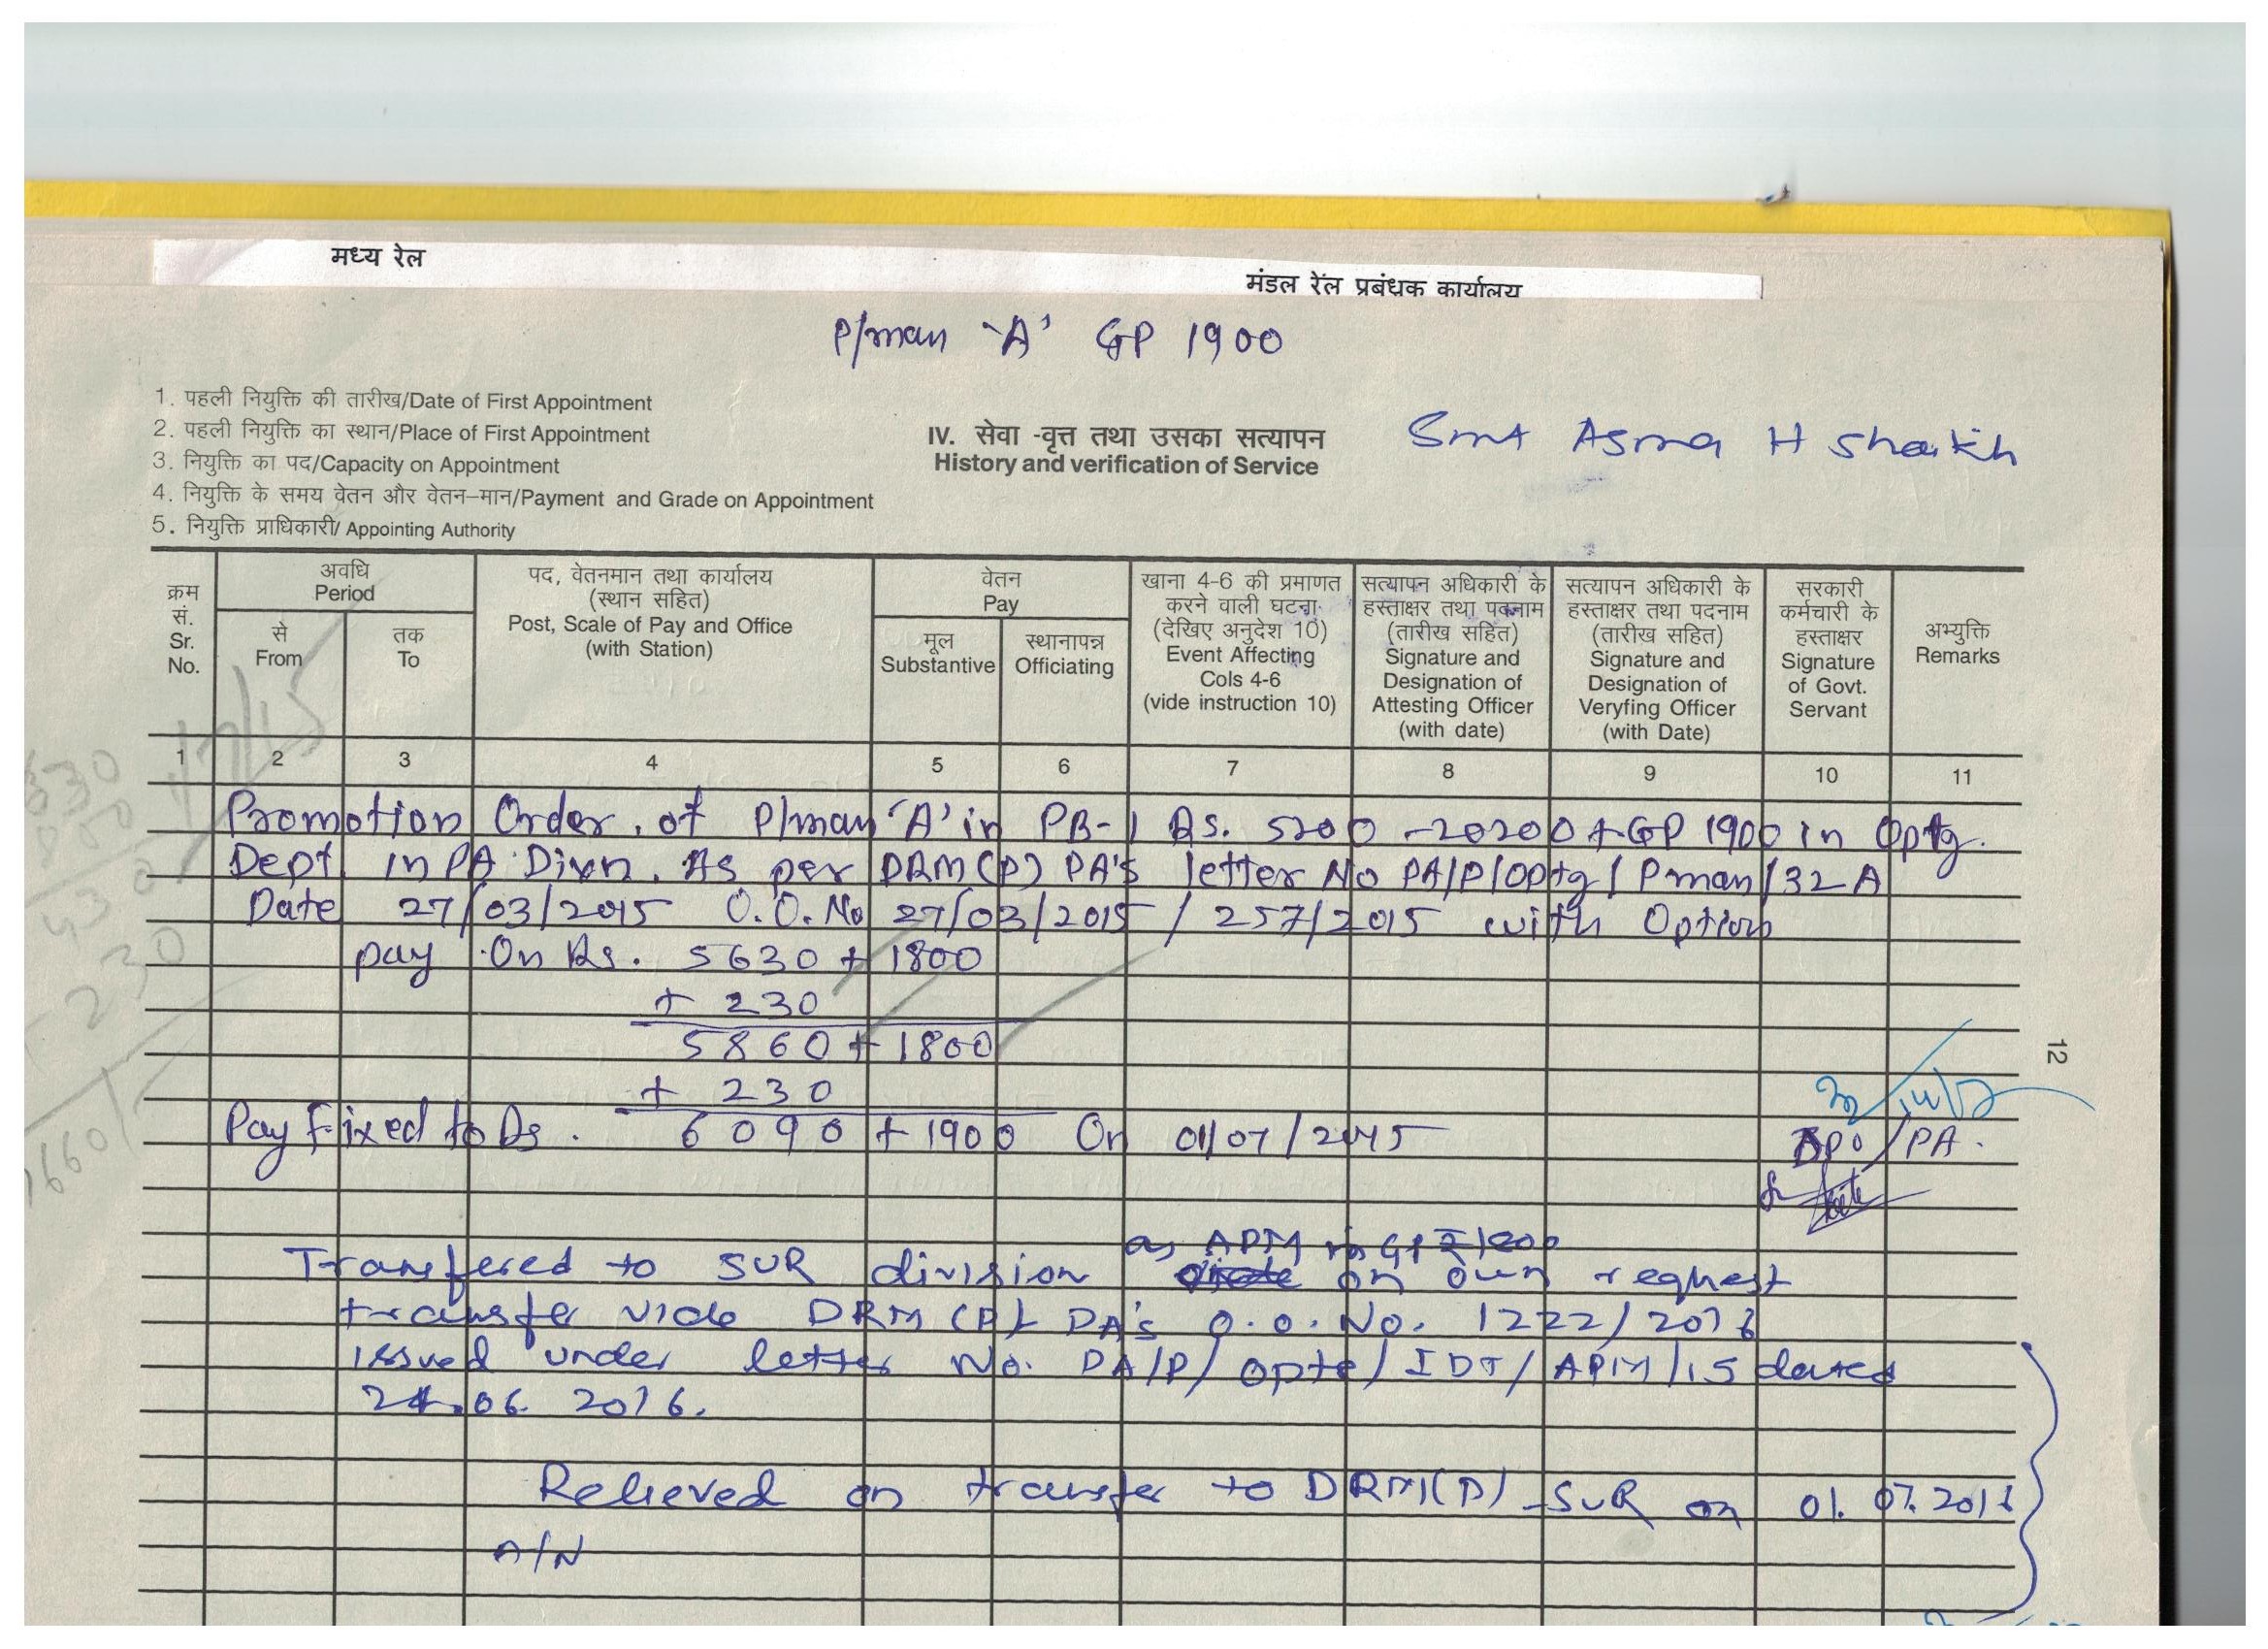 मध्य रेल
मंडल रेल प्रबंधक कार्यालय
P/man 'A' GP 1900
1. पहली नियुक्ति की तारीख/Date of First Appointment
2. पहली नियुक्ति का स्थान/Place of First Appointment
3. नियुक्ति का पद/Capacity on Appointment
4. नियुक्ति के समय वेतन और वेतन-मान/Payment and Grade on Appointment
5. नियुक्ति प्राधिकारी/ Appointing Authority
IV. सेवा -वृत्त तथा उसका सत्यापन
History and verification of Service
Smt Asma H Shaikh
क्रम सं. Sr. No.
अवधि Period
से From
तक To
पद, वेतनमान तथा कार्यालय (स्थान सहित) Post, Scale of Pay and Office (with Station)
वेतन Pay
मूल Substantive
स्थानापन्न Officiating
खाना 4-6 की प्रमाणत करने वाली घटना (देखिए अनुदेश 10) Event Affecting Cols 4-6 (vide instruction 10)
सत्यापन अधिकारी के हस्ताक्षर तथा पदनाम (तारीख सहित) Signature and Designation of Attesting Officer (with date)
सत्यापन अधिकारी के हस्ताक्षर तथा पदनाम (तारीख सहित) Signature and Designation of Veryfing Officer (with Date)
सरकारी कर्मचारी के हस्ताक्षर Signature of Govt. Servant
अभ्युक्ति Remarks
1 2 3 4 5 6 7 8 9 10 11
Promotion Order of P/man 'A' in PB-1 Rs. 5200-20200+GP 1900 in Optg.
Dept in PA Divn. As per DRM(P) PA's letter No PA/P/Optg/Pman/32A
Date 27/03/2015 O.O. No 27/03/2015 / 257/2015 with Option
pay On Rs. 5630 + 1800
+ 230
5860 + 1800
+ 230
Pay Fixed to Rs. 6090 + 1900 On 01/07/2015
APO/PA.
12
as APM in GP ₹1800
Transfered to SUR division on own request
transfer vide DRM(P) PA's O.O. No. 1222/2016
issued under letter No. PA/P/Optg/IDT/APM/15 dated
24.06.2016.
Relieved on transfer to DRM(P) SUR on 01.07.2016
A/N